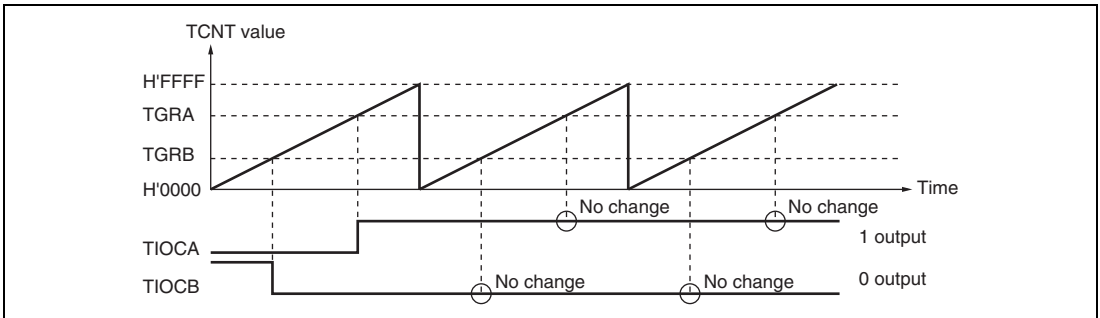 TCNT value
H'FFFF
TGRA
TGRB
H'0000
Time
No change
No change
TIOCA
1 output
No change
No change
TIOCB
0 output